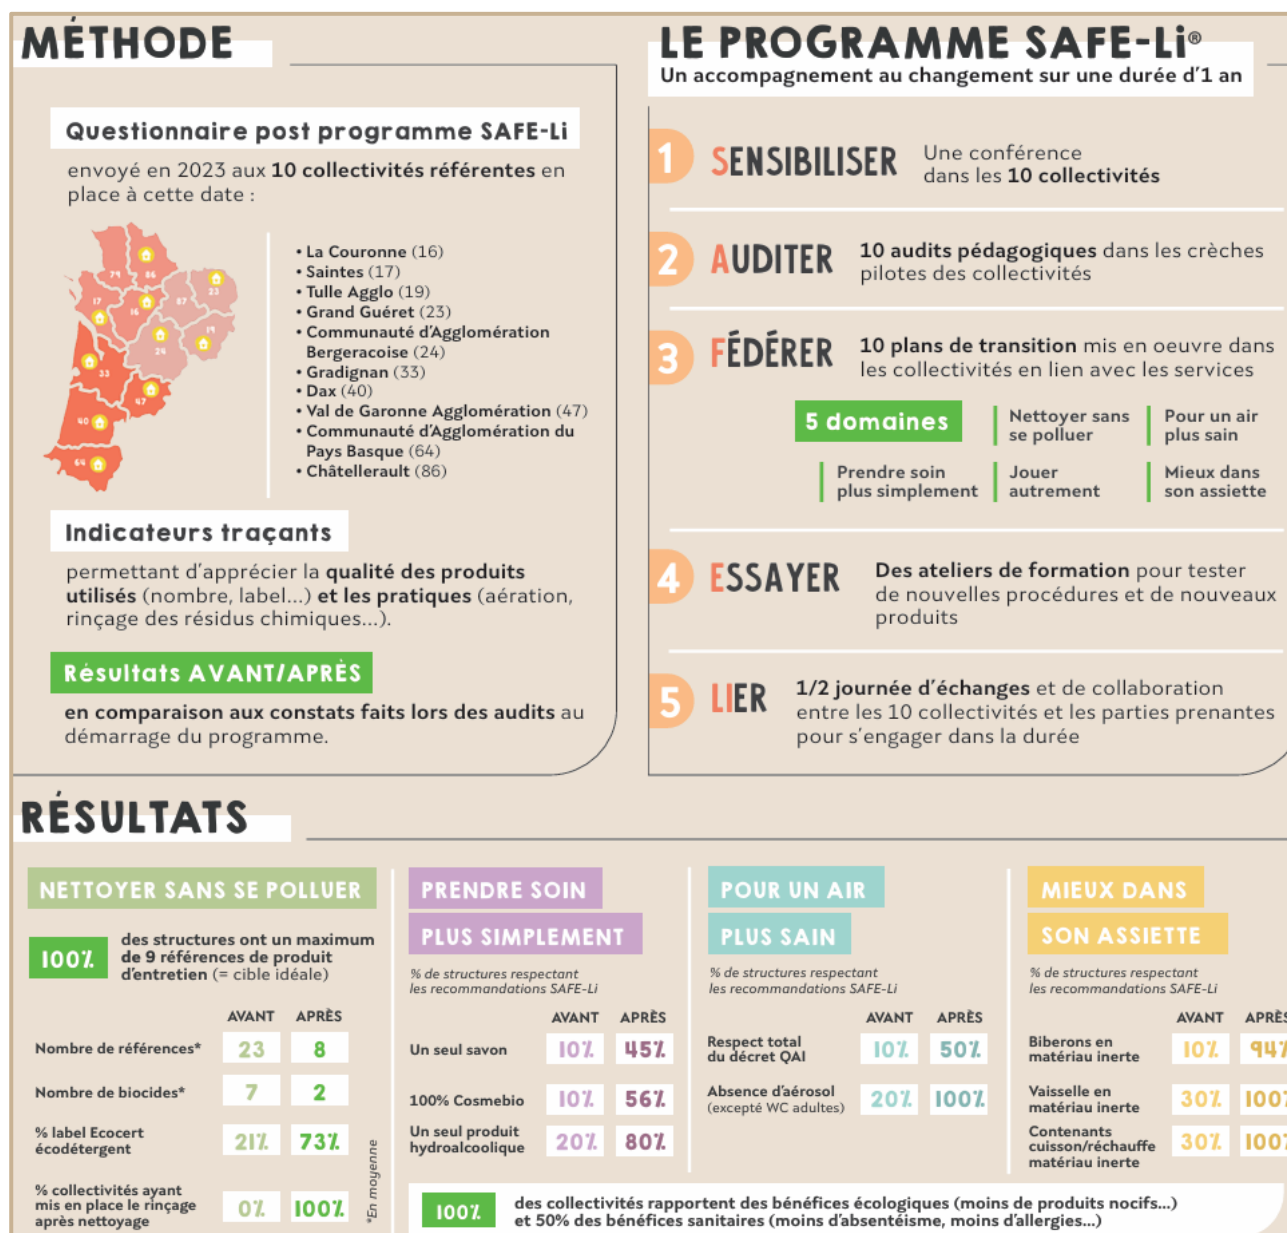 MÉTHODE
Questionnaire post programme SAFE-Li
envoyé en 2023 aux 10 collectivités référentes en
place à cette date :
79
86
23
17
16
87
19
24
33
47
40
64
• La Couronne (16)
• Saintes (17)
• Tulle Agglo (19)
• Grand Guéret (23)
• Communauté d'Agglomération
Bergeracoise (24)
• Gradignan (33)
• Dax (40)
• Val de Garonne Agglomération (47)
• Communauté d'Agglomération du
Pays Basque (64)
• Châtellerault (86)
Indicateurs traçants
permettant d'apprécier la qualité des produits
utilisés (nombre, label...) et les pratiques (aération,
rinçage des résidus chimiques...).
Résultats AVANT/APRÈS
en comparaison aux constats faits lors des audits au
démarrage du programme.
LE PROGRAMME SAFE-Li®
Un accompagnement au changement sur une durée d'1 an
1 SENSIBILISER
Une conférence
dans les 10 collectivités
2 AUDITER
10 audits pédagogiques dans les crèches
pilotes des collectivités
3 FÉDÉRER
10 plans de transition mis en oeuvre dans
les collectivités en lien avec les services
5 domaines
Nettoyer sans
se polluer
Pour un air
plus sain
Prendre soin
plus simplement
Jouer
autrement
Mieux dans
son assiette
4 ESSAYER
Des ateliers de formation pour tester
de nouvelles procédures et de nouveaux
produits
5 LIER
1/2 journée d'échanges et de collaboration
entre les 10 collectivités et les parties prenantes
pour s'engager dans la durée
RÉSULTATS
NETTOYER SANS SE POLLUER
100%
des structures ont un maximum
de 9 références de produit
d'entretien (= cible idéale)
AVANT APRÈS
Nombre de références* 23 8
Nombre de biocides* 7 2
% label Ecocert
écodétergent 21% 73%
% collectivités ayant
mis en place le rinçage
après nettoyage 0% 100%
*En moyenne
PRENDRE SOIN
PLUS SIMPLEMENT
% de structures respectant
les recommandations SAFE-Li
AVANT APRÈS
Un seul savon 10% 45%
100% Cosmebio 10% 56%
Un seul produit
hydroalcoolique 20% 80%
POUR UN AIR
PLUS SAIN
% de structures respectant
les recommandations SAFE-Li
AVANT APRÈS
Respect total
du décret QAI 10% 50%
Absence d'aérosol
(excepté WC adultes) 20% 100%
MIEUX DANS
SON ASSIETTE
% de structures respectant
les recommandations SAFE-Li
AVANT APRÈS
Biberons en
matériau inerte 10% 94%
Vaisselle en
matériau inerte 30% 100%
Contenants
cuisson/réchauffe
matériau inerte 30% 100%
100%
des collectivités rapportent des bénéfices écologiques (moins de produits nocifs...)
et 50% des bénéfices sanitaires (moins d'absentéisme, moins d'allergies...)